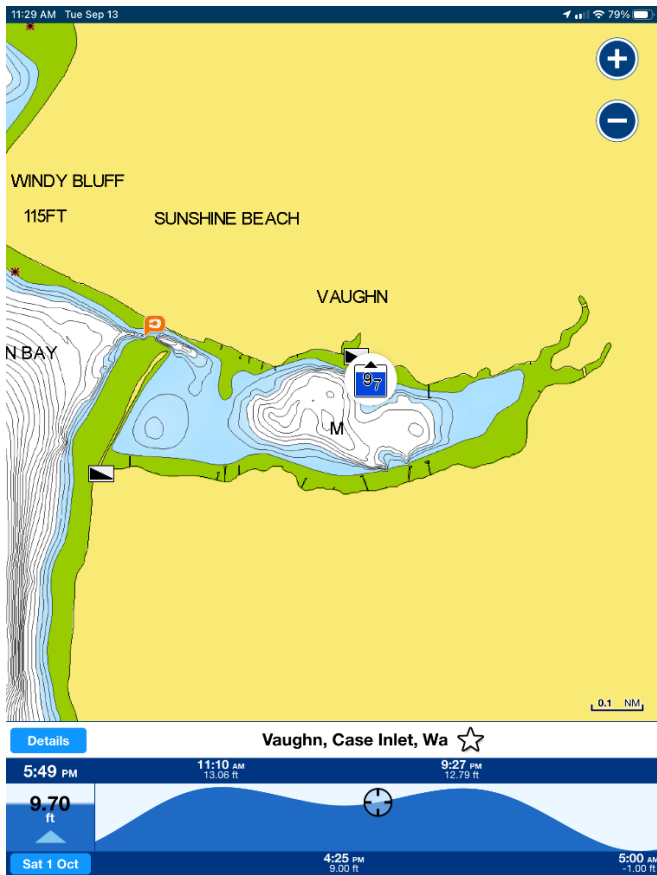 11:29 AM Tue Sep 13
79%
WINDY BLUFF
115FT
SUNSHINE BEACH
VAUGHN
N BAY
97
M
0.1 NM
Details
Vaughn, Case Inlet, Wa
5:49 PM
11:10 AM
13.06 ft
9:27 PM
12.79 ft
9.70
ft
Sat 1 Oct
4:25 PM
9.00 ft
5:00 AM
-1.00 ft